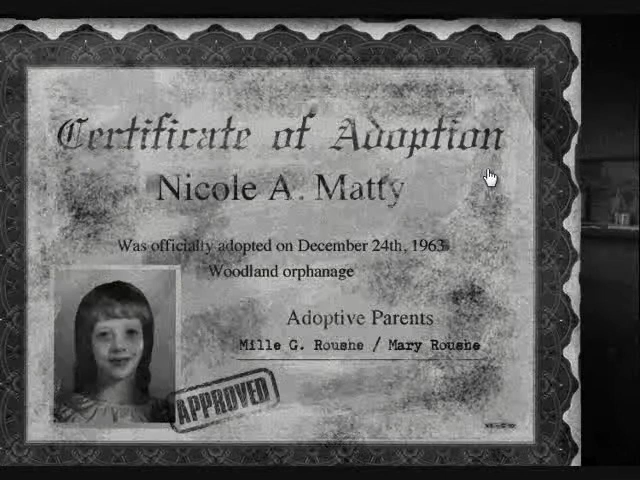 Certificate of Adoption
Nicole A. Matty
Was officially adopted on December 24th, 1963
Woodland orphanage
Adoptive Parents
Mille G. Roushe / Mary Roushe
APPROVED